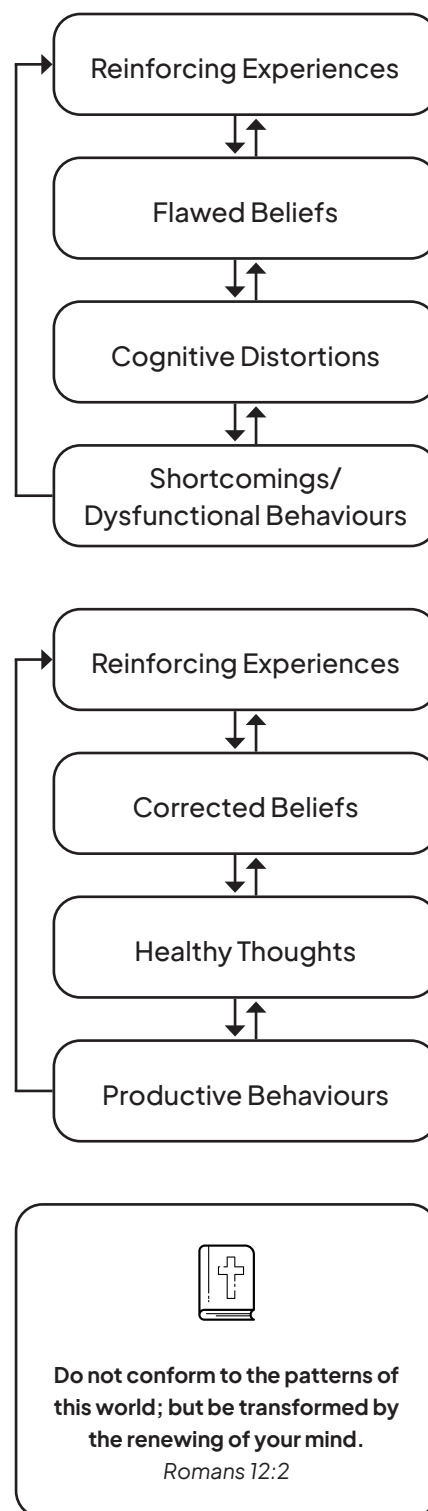 Reinforcing Experiences
Flawed Beliefs
Cognitive Distortions
Shortcomings/
Dysfunctional Behaviours
Reinforcing Experiences
Corrected Beliefs
Healthy Thoughts
Productive Behaviours
Do not conform to the patterns of
this world; but be transformed by
the renewing of your mind.
Romans 12:2